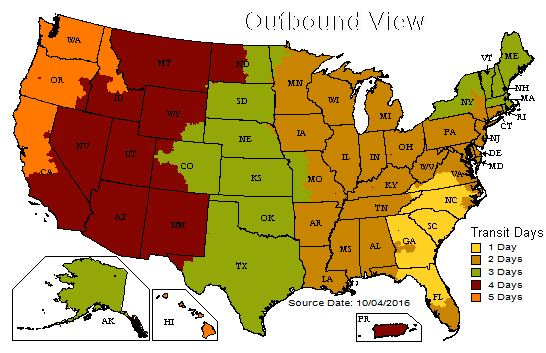 Outbound View
WA
OR
CA
ID
NV
MT
WY
UT
AZ
CO
NM
ND
SD
NE
KS
OK
TX
MN
IA
MO
AR
LA
WI
IL
MS
MI
IN
KY
TN
AL
OH
WV
VA
NC
SC
GA
FL
PA
NY
VT
ME
NH
MA
RI
CT
NJ
DE
MD
AK
HI
PR
Transit Days
1 Day
2 Days
3 Days
4 Days
5 Days
Source Date: 10/04/2016